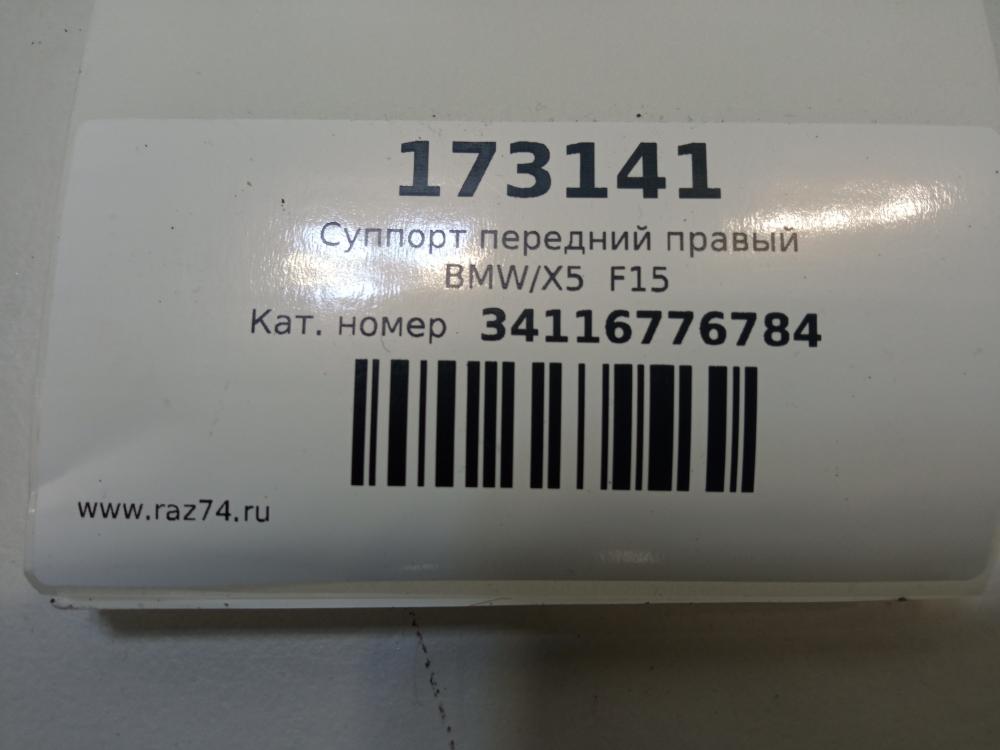 173141
Суппорт передний правый
BMW/X5 F15
Кат. номер 34116776784
www.raz74.ru